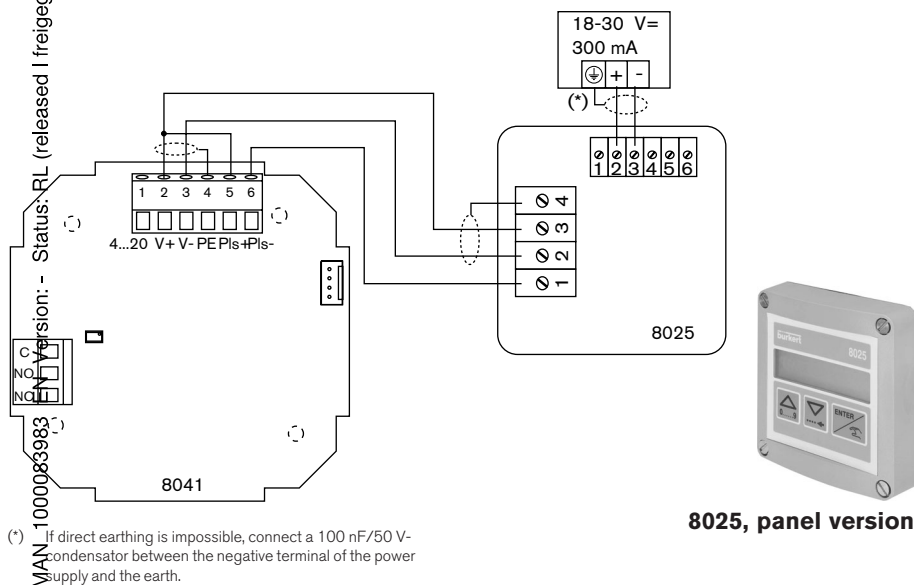 MAN 1000083983 EN Version: - Status: RL (released | freigeg
18-30 V=
300 mA
+ -
(*)
1 2 3 4 5 6
1 2 3 4 5 6
4...20 V+ V- PE Pls+ Pls-
4
3
2
1
8025
C
NO
NC
8041
burkert
8025
0.....9
ENTER
8025, panel version
(*) If direct earthing is impossible, connect a 100 nF/50 V-
condensator between the negative terminal of the power
supply and the earth.